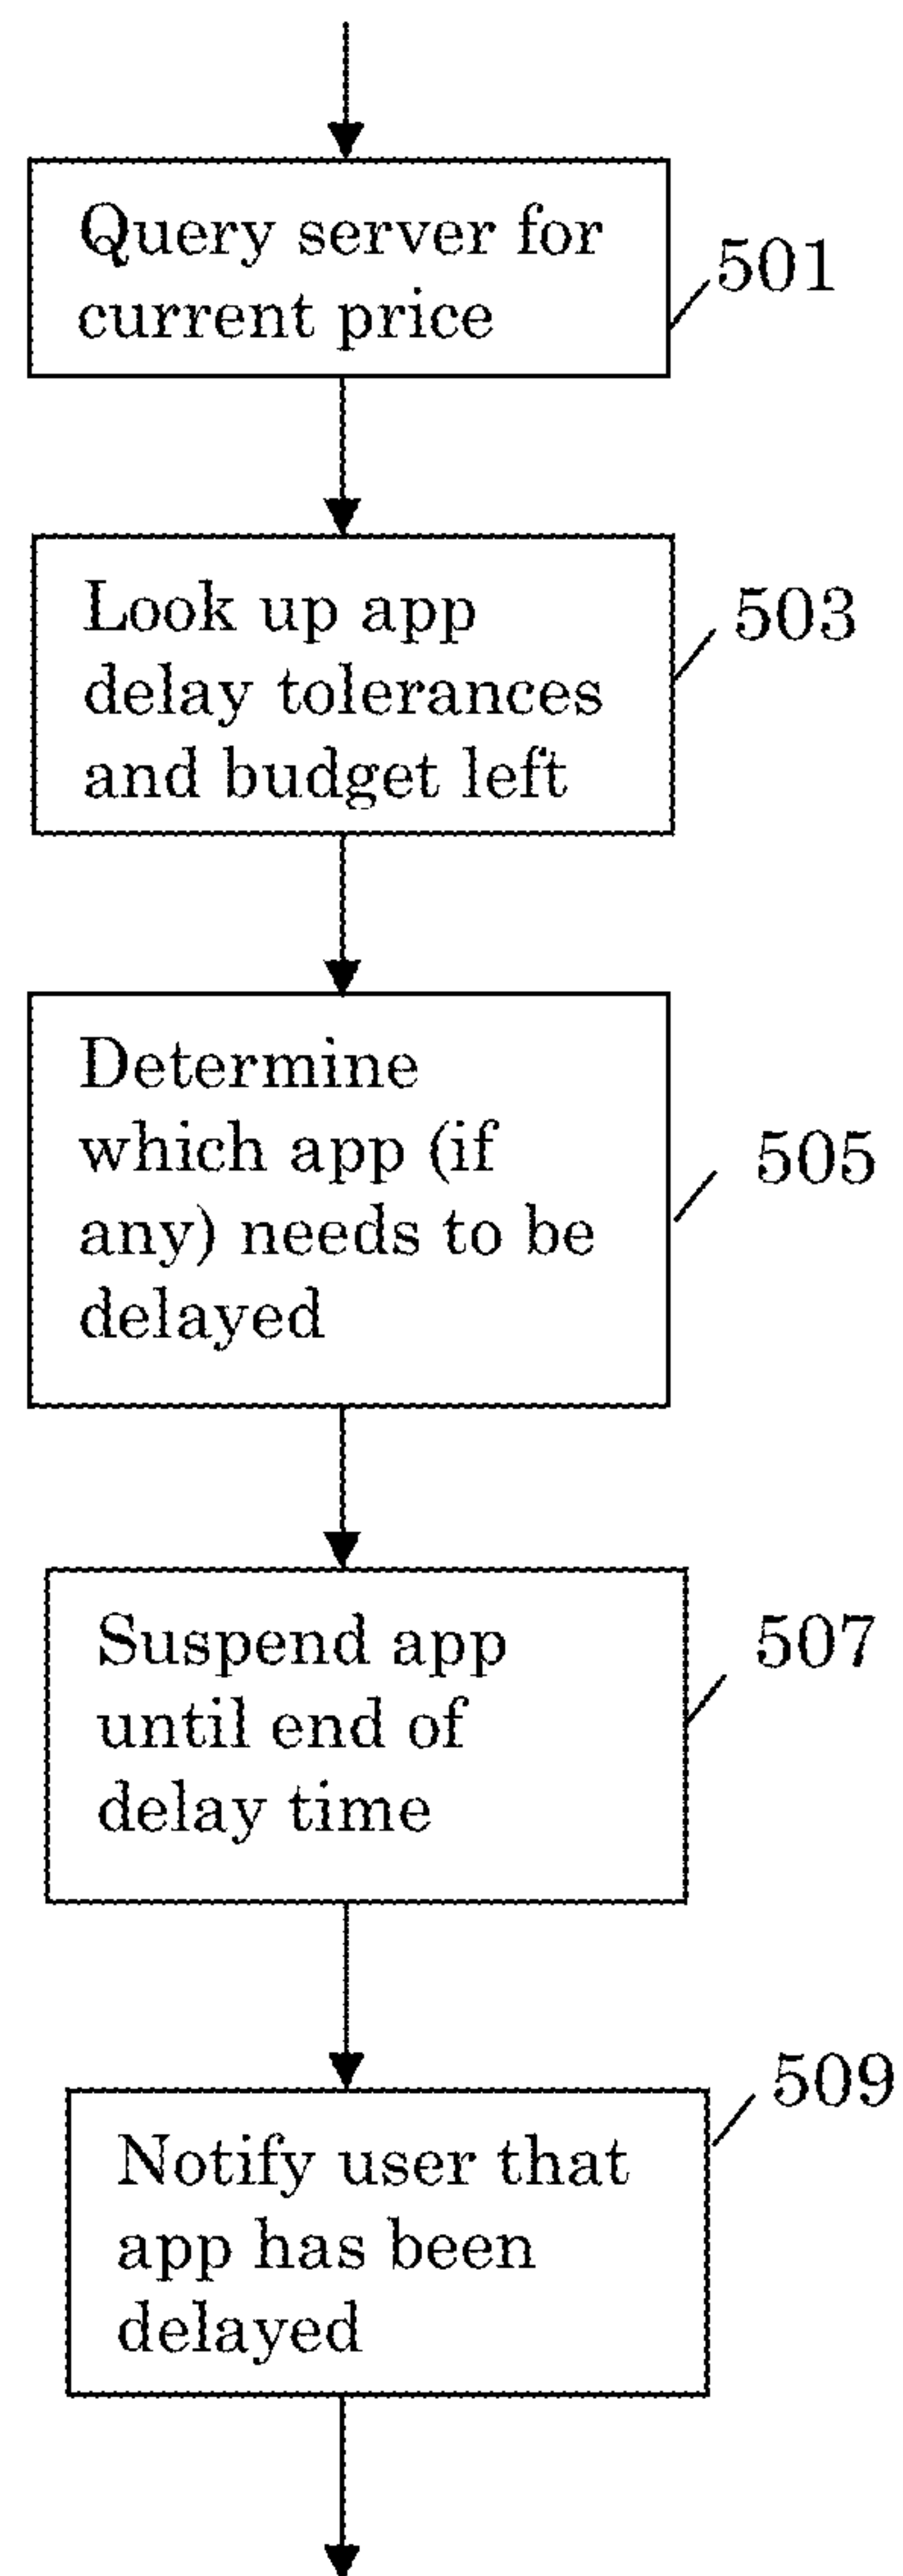 Query server for
current price
501
Look up app
delay tolerances
and budget left
503
Determine
which app (if
any) needs to be
delayed
505
Suspend app
until end of
delay time
507
Notify user that
app has been
delayed
509